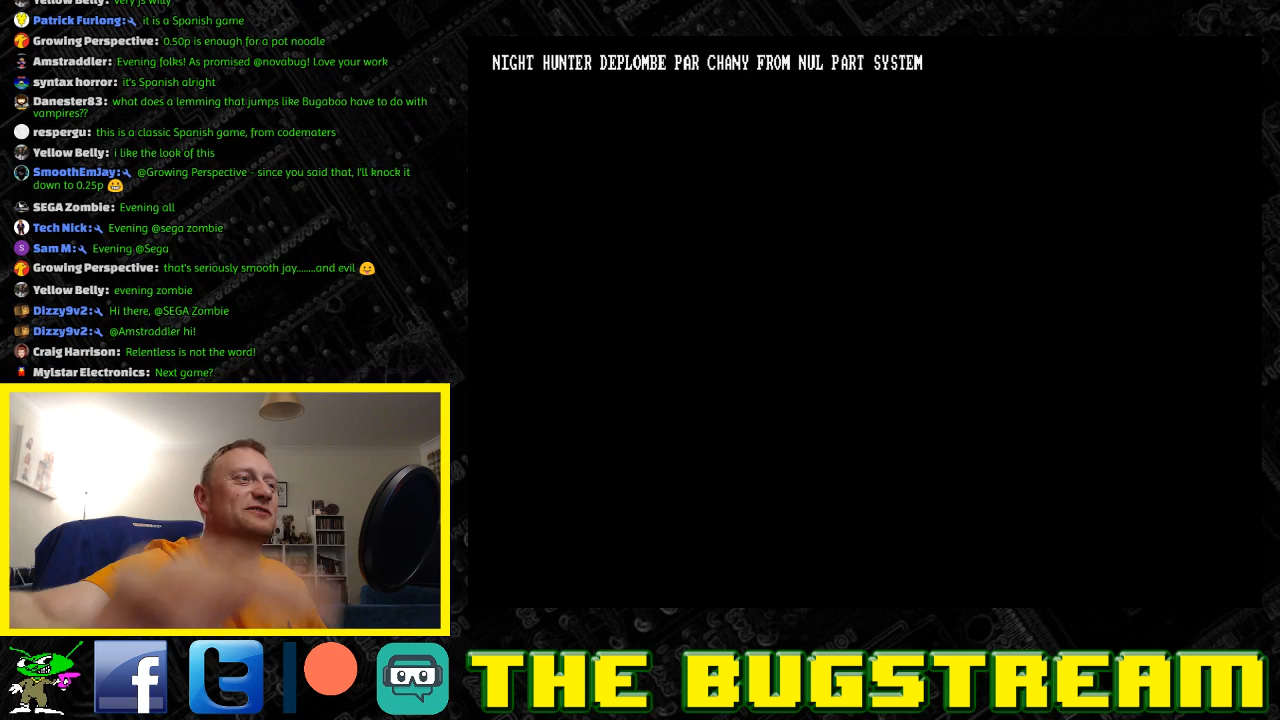 Yellow Belly: very js willy
Patrick Furlong: it is a Spanish game
Growing Perspective: 0.50p is enough for a pot noodle
Amstraddler: Evening folks! As promised @novabug! Love your work
syntax horror: it's Spanish alright
Danester83: what does a lemming that jumps like Bugaboo have to do with
vampires??
respergu: this is a classic Spanish game, from codematers
Yellow Belly: i like the look of this
SmoothEmJay: @Growing Perspective - since you said that, I'll knock it
down to 0.25p
SEGA Zombie: Evening all
Tech Nick: Evening @sega zombie
S Sam M: Evening @Sega
Growing Perspective: that's seriously smooth jay........and evil
Yellow Belly: evening zombie
Dizzy9v2: Hi there, @SEGA Zombie
Dizzy9v2: @Amstraddler hi!
Craig Harrison: Relentless is not the word!
Mylstar Electronics: Next game?
NIGHT HUNTER DEPLOMBE PAR CHANY FROM NUL PART SYSTEM
THE BUGSTREAM